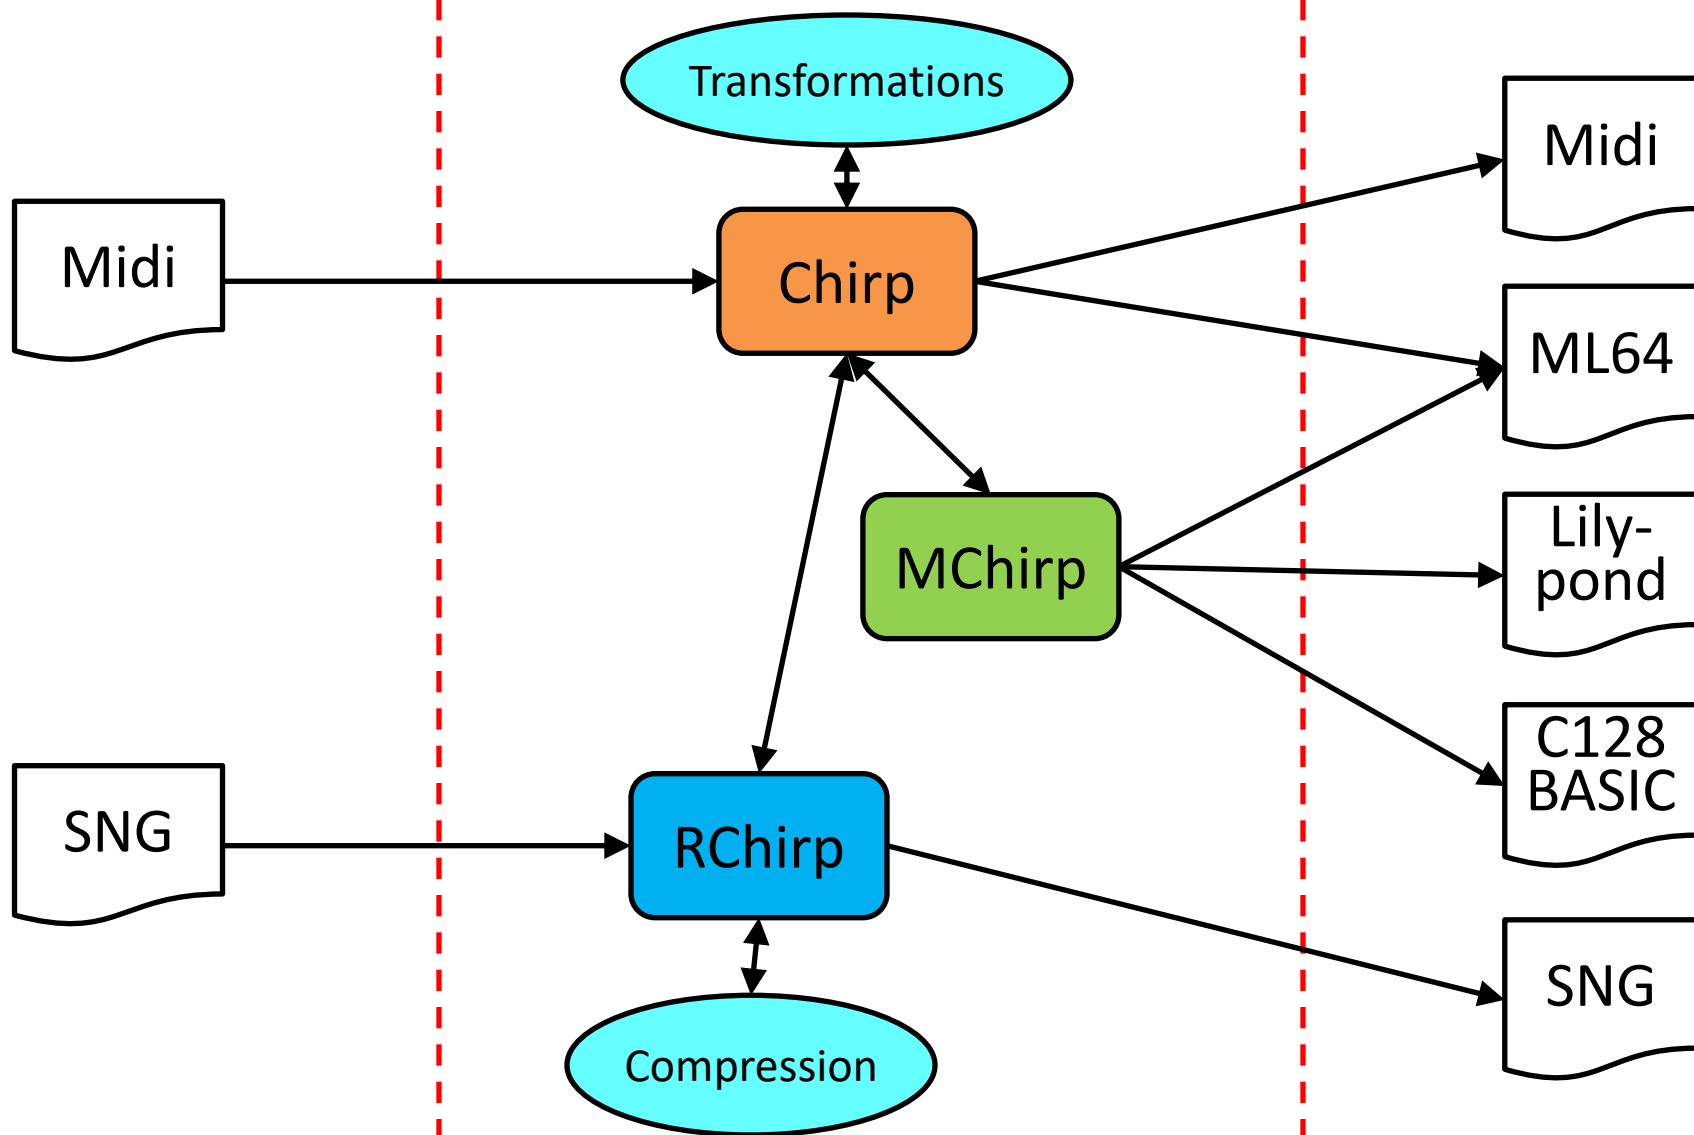 Transformations
Midi
Midi
Chirp
ML64
Lily-
pond
MChirp
C128
BASIC
SNG
RChirp
SNG
Compression